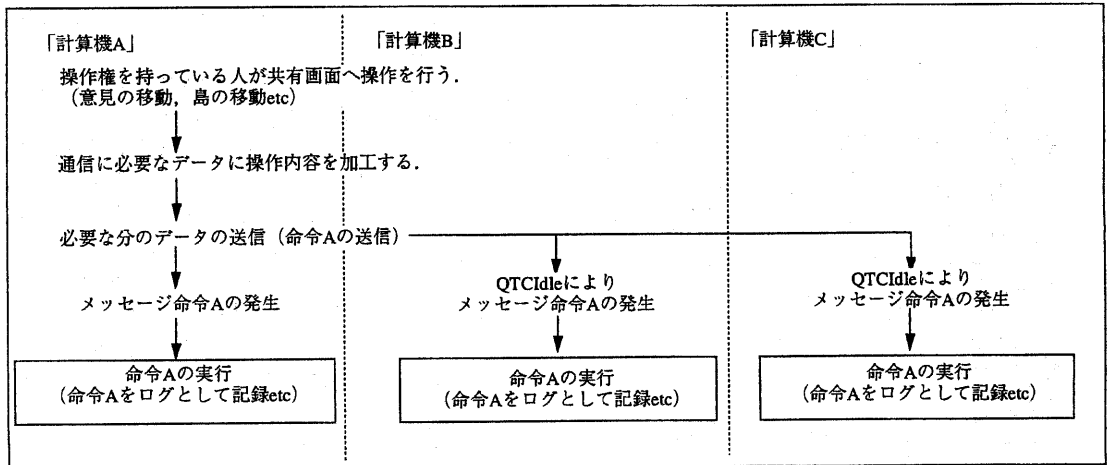 「計算機A」
「計算機B」
「計算機C」
操作権を持っている人が共有画面へ操作を行う.
(意見の移動, 島の移動etc)
通信に必要なデータに操作内容を加工する.
必要な分のデータの送信(命令Aの送信)
メッセージ命令Aの発生
QTCIdleにより
メッセージ命令Aの発生
QTCIdleにより
メッセージ命令Aの発生
命令Aの実行
(命令Aをログとして記録etc)
命令Aの実行
(命令Aをログとして記録etc)
命令Aの実行
(命令Aをログとして記録etc)